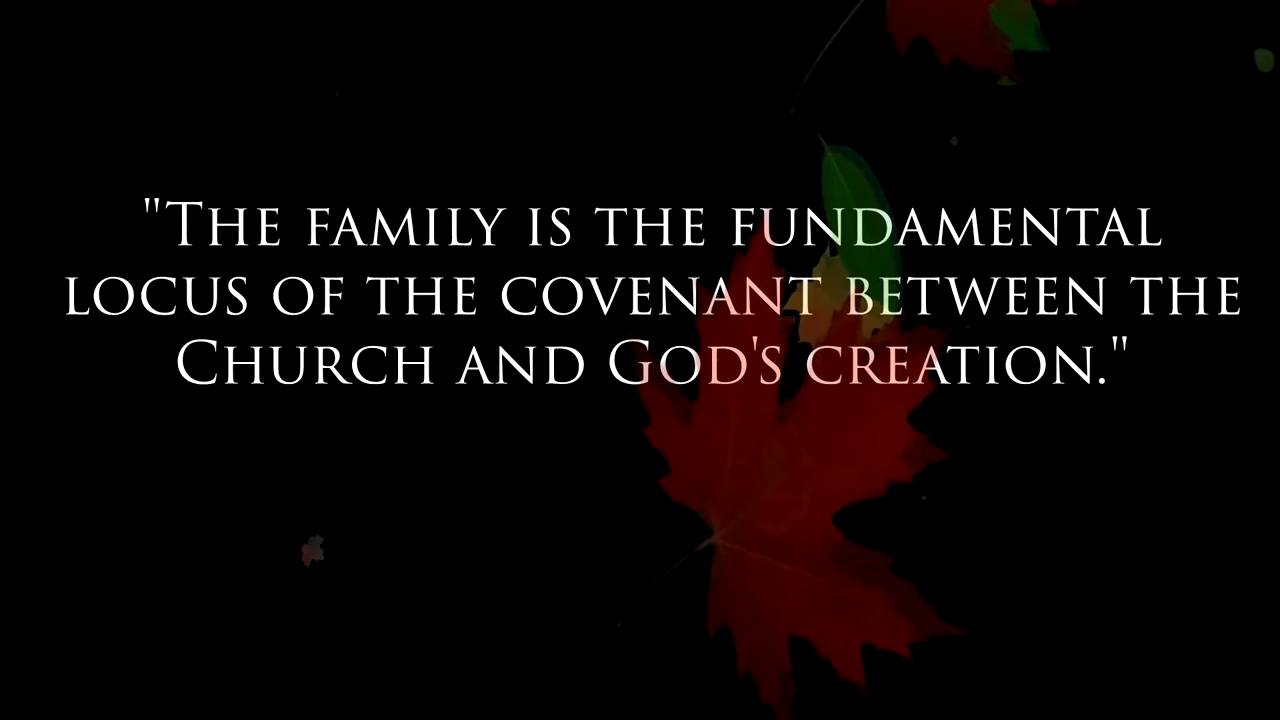 "The family is the fundamental
locus of the covenant between the
Church and God's creation."